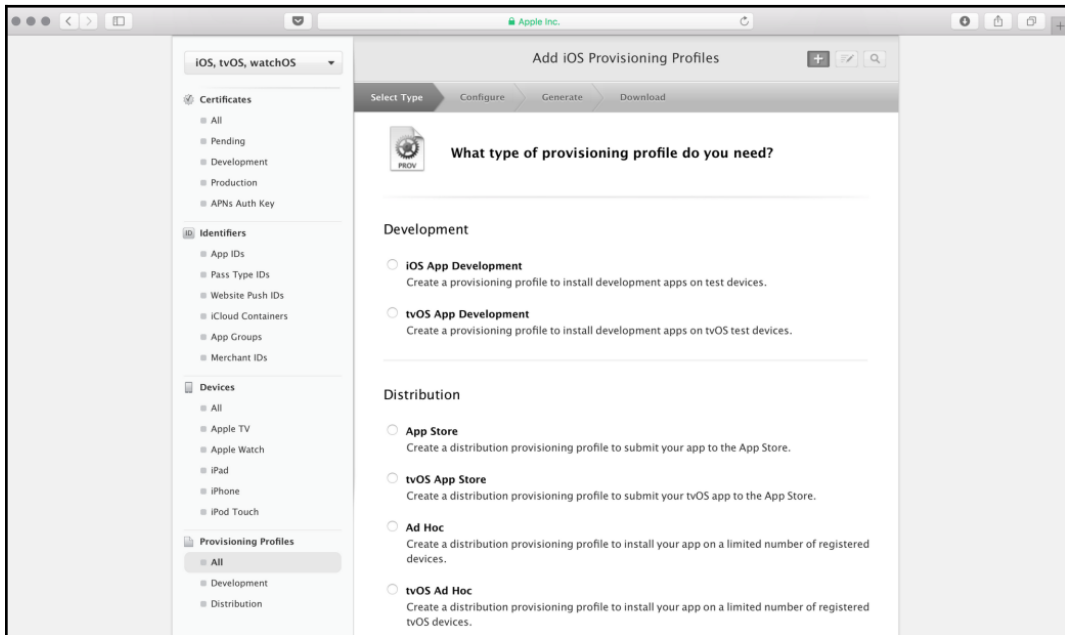 Apple Inc.
iOS, tvOS, watchOS
Certificates
All
Pending
Development
Production
APNs Auth Key
ID Identifiers
App IDs
Pass Type IDs
Website Push IDs
iCloud Containers
App Groups
Merchant IDs
Devices
All
Apple TV
Apple Watch
iPad
iPhone
iPod Touch
Provisioning Profiles
All
Development
Distribution
Add iOS Provisioning Profiles
Select Type Configure Generate Download
PROV
What type of provisioning profile do you need?
Development
iOS App Development
Create a provisioning profile to install development apps on test devices.
tvOS App Development
Create a provisioning profile to install development apps on tvOS test devices.
Distribution
App Store
Create a distribution provisioning profile to submit your app to the App Store.
tvOS App Store
Create a distribution provisioning profile to submit your tvOS app to the App Store.
Ad Hoc
Create a distribution provisioning profile to install your app on a limited number of registered
devices.
tvOS Ad Hoc
Create a distribution provisioning profile to install your app on a limited number of registered
tvOS devices.